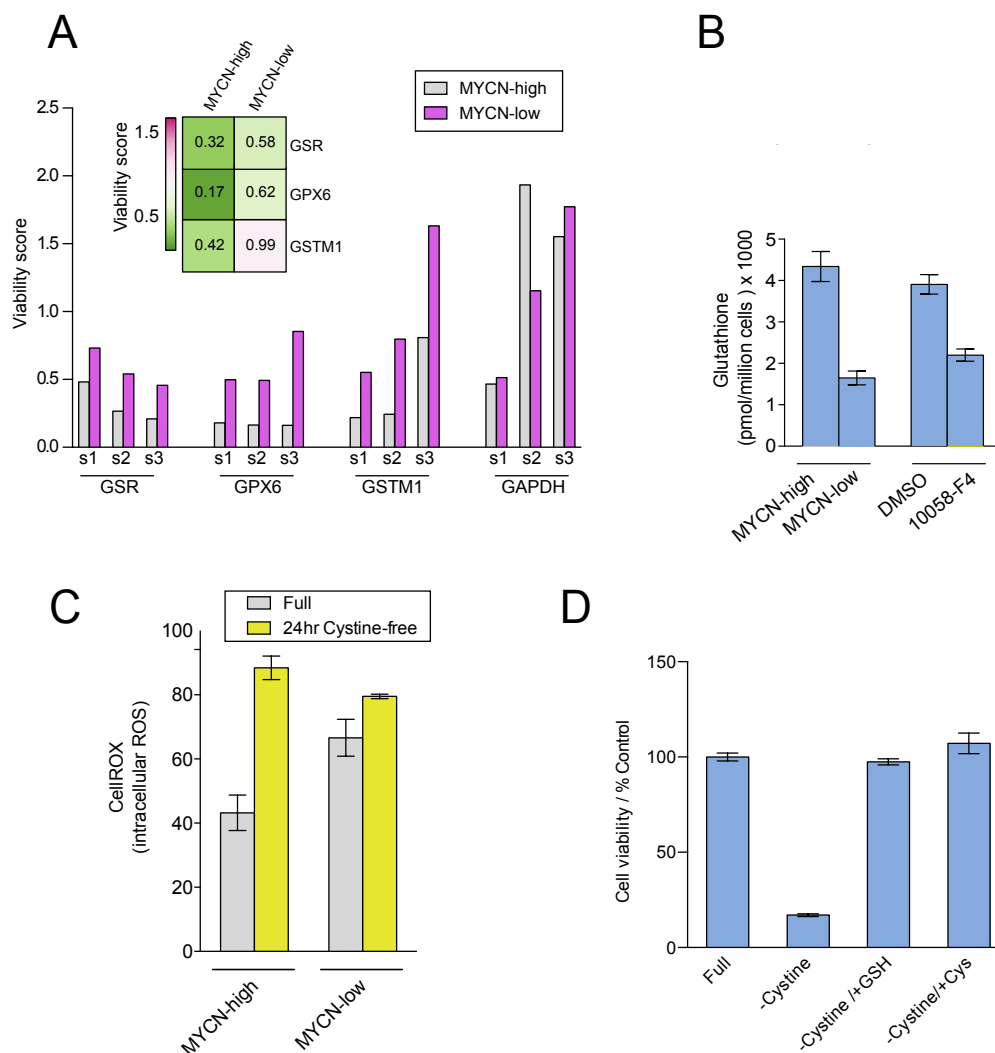 A
MYCN-high
MYCN-low
MYCN-high
MYCN-low
Viability score
1.5
0.5
0.32 0.58 GSR
0.17 0.62 GPX6
0.42 0.99 GSTM1
Viability score
2.5
2.0
1.5
1.0
0.5
0.0
s1 s2 s3 s1 s2 s3 s1 s2 s3 s1 s2 s3
GSR GPX6 GSTM1 GAPDH
B
Glutathione
(pmol/million cells ) x 1000
5
4
3
2
1
0
MYCN-high
MYCN-low
DMSO
10058-F4
C
Full
24hr Cystine-free
CellROX
(intracellular ROS)
100
80
60
40
20
0
MYCN-high
MYCN-low
D
Cell viability / % Control
150
100
50
0
Full
-Cystine
-Cystine /+GSH
-Cystine/+Cys